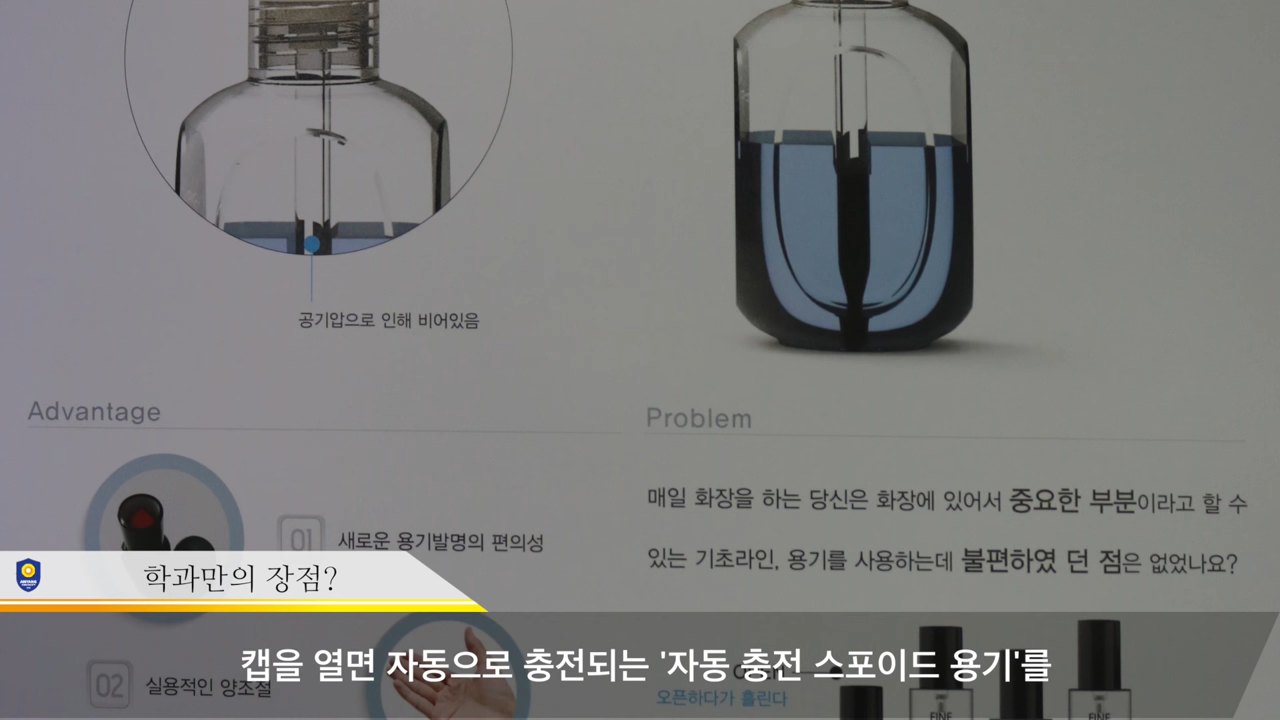 공기압으로 인해 비어있음
Advantage
Problem
01
새로운 용기발명의 편의성
매일 화장을 하는 당신은 화장에 있어서 중요한 부분이라고 할 수
있는 기초라인, 용기를 사용하는데 불편하였 던 점은 없었나요?
학과만의 장점?
캡을 열면 자동으로 충전되는 '자동 충전 스포이드 용기'를
02
실용적인 양조절
오픈하다가 흘린다
FINE
FINE